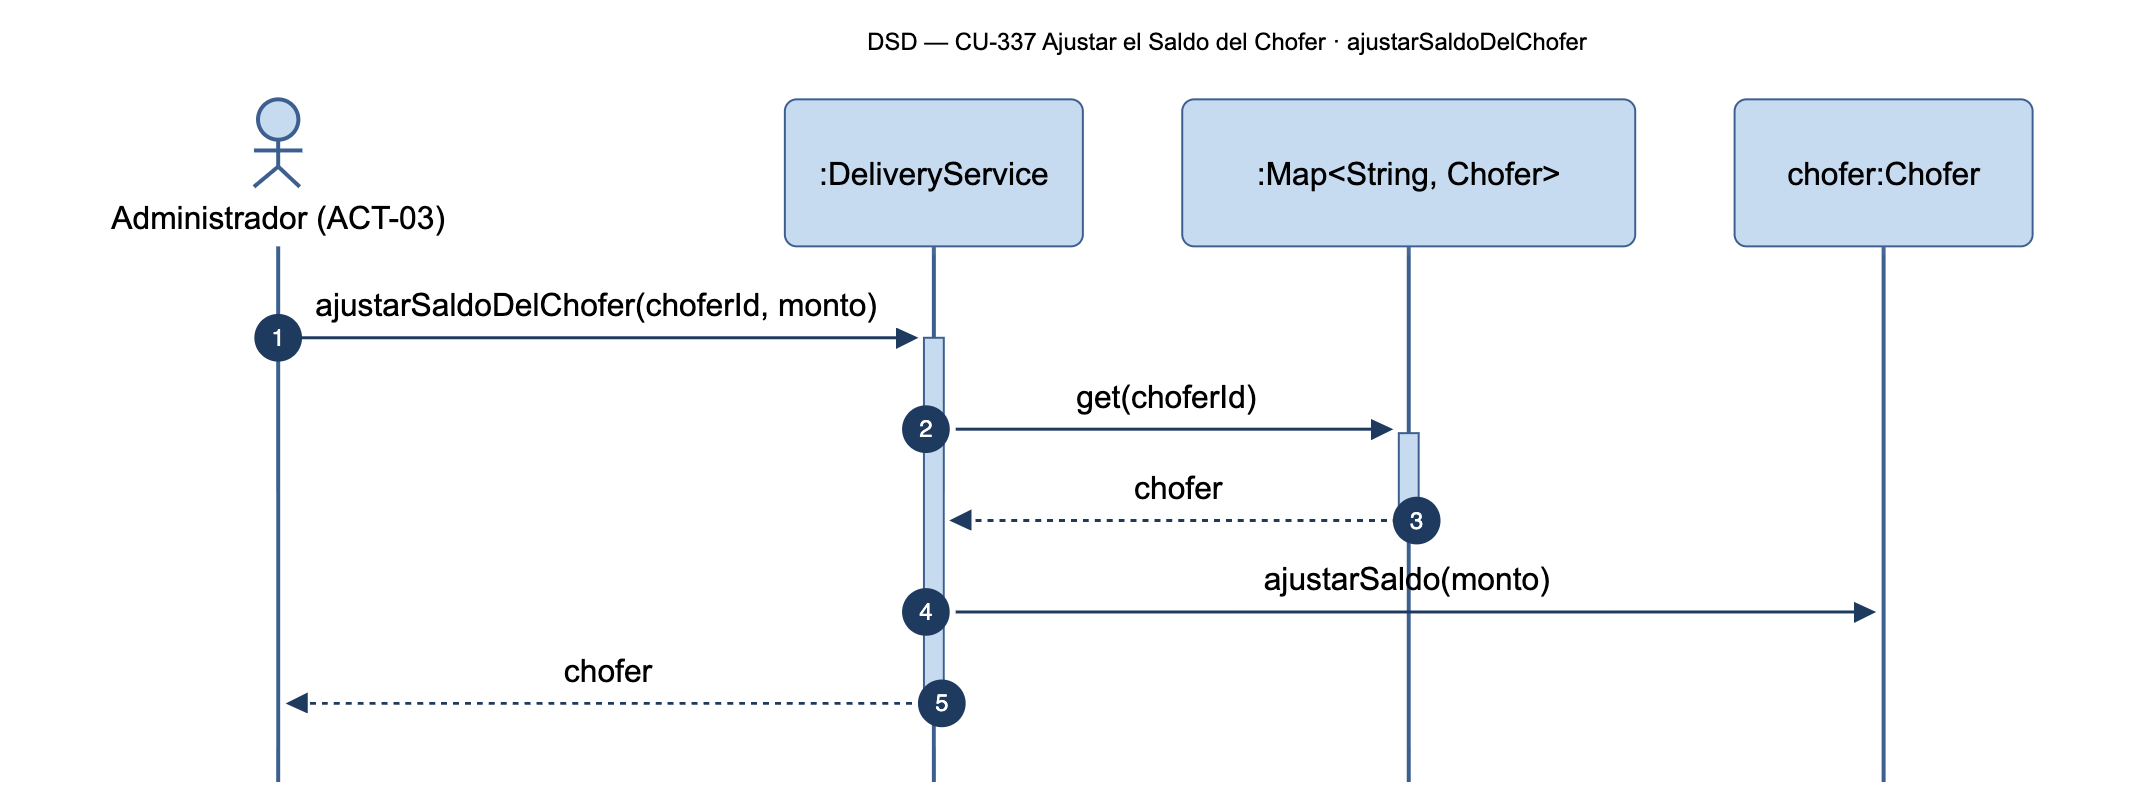 DSD — CU-337 Ajustar el Saldo del Chofer · ajustarSaldoDelChofer
Administrador (ACT-03)
:DeliveryService
:Map<String, Chofer>
chofer:Chofer
ajustarSaldoDelChofer(choferId, monto)
1
get(choferId)
2
chofer
3
ajustarSaldo(monto)
4
chofer
5